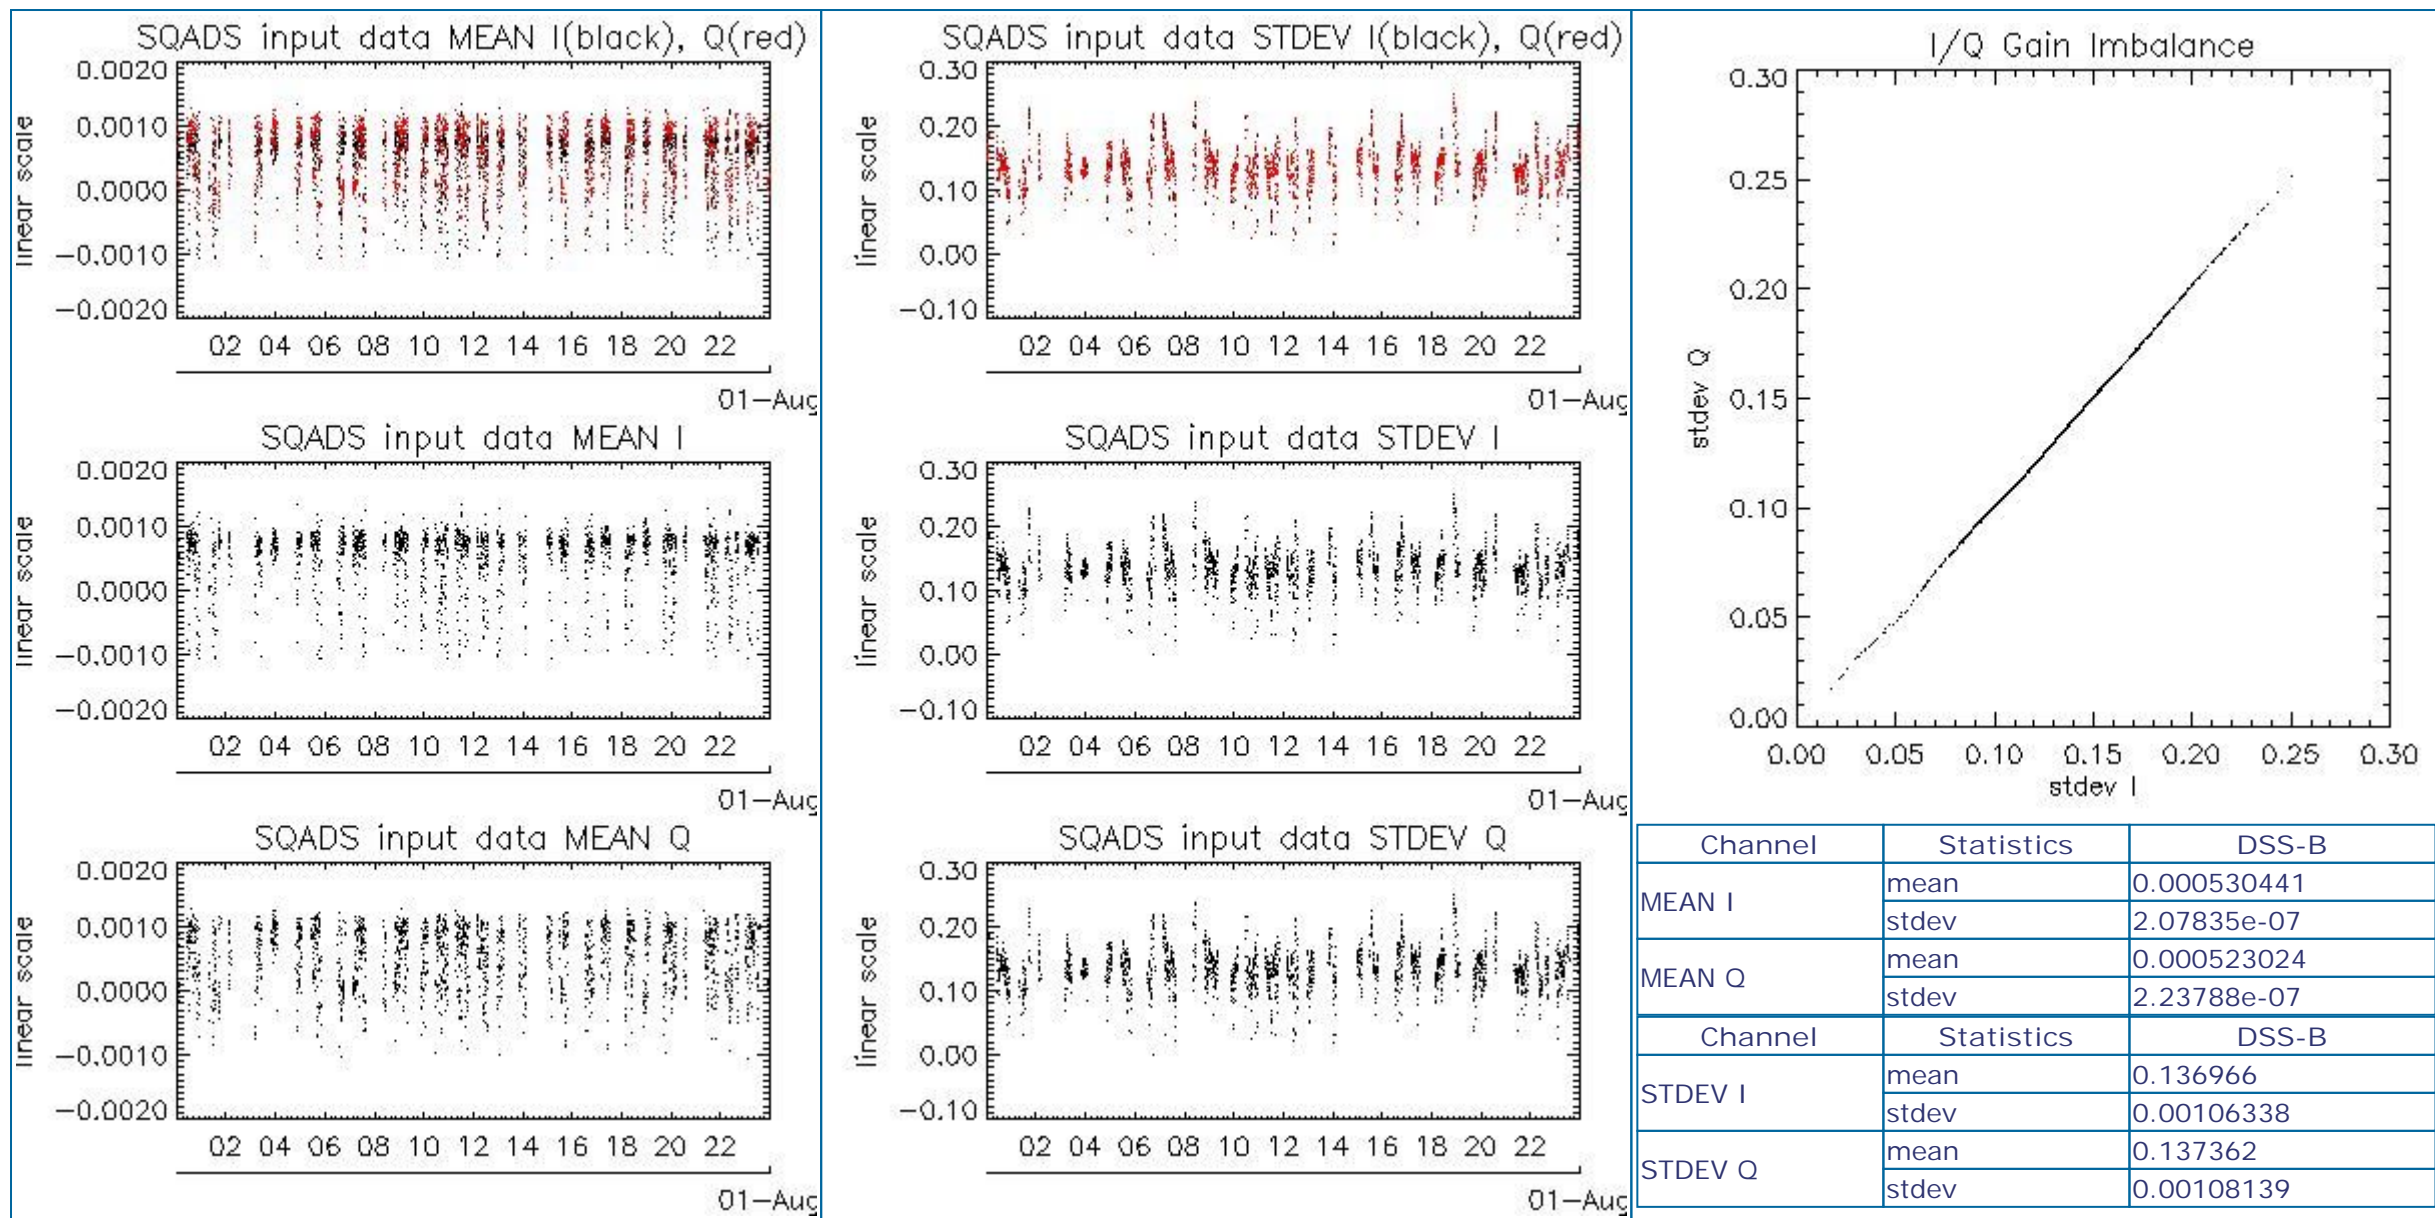 SQADS input data MEAN I(black), Q(red)
0.0020
0.0010
0.0000
-0.0010
-0.0020
linear scale
02 04 06 08 10 12 14 16 18 20 22
01-Aug
SQADS input data MEAN I
0.0020
0.0010
0.0000
-0.0010
-0.0020
linear scale
02 04 06 08 10 12 14 16 18 20 22
01-Aug
SQADS input data MEAN Q
0.0020
0.0010
0.0000
-0.0010
-0.0020
linear scale
02 04 06 08 10 12 14 16 18 20 22
01-Aug
SQADS input data STDEV I(black), Q(red)
0.30
0.20
0.10
0.00
-0.10
linear scale
02 04 06 08 10 12 14 16 18 20 22
01-Aug
SQADS input data STDEV I
0.30
0.20
0.10
0.00
-0.10
linear scale
02 04 06 08 10 12 14 16 18 20 22
01-Aug
SQADS input data STDEV Q
0.30
0.20
0.10
0.00
-0.10
linear scale
02 04 06 08 10 12 14 16 18 20 22
01-Aug
I/Q Gain Imbalance
0.30
0.25
0.20
0.15
0.10
0.05
0.00
stdev Q
0.00 0.05 0.10 0.15 0.20 0.25 0.30
stdev I
Channel Statistics DSS-B
MEAN I mean 0.000530441
stdev 2.07835e-07
MEAN Q mean 0.000523024
stdev 2.23788e-07
Channel Statistics DSS-B
STDEV I mean 0.136966
stdev 0.00106338
STDEV Q mean 0.137362
stdev 0.00108139